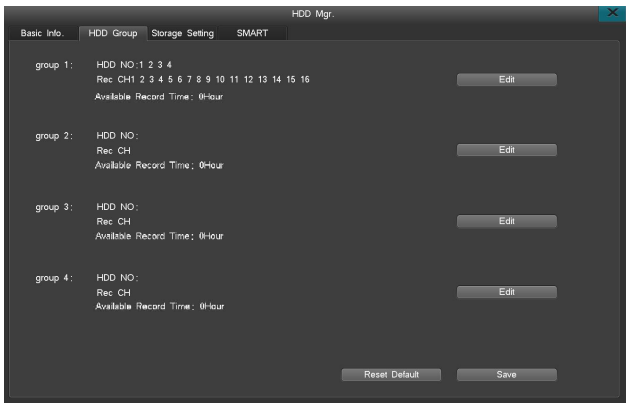 HDD Mgr.
Basic Info. HDD Group Storage Setting SMART
group 1: HDD NO:1 2 3 4
Rec CH1 2 3 4 5 6 7 8 9 10 11 12 13 14 15 16
Edit
Available Record Time: 0Hour
group 2: HDD NO:
Rec CH
Edit
Available Record Time: 0Hour
group 3: HDD NO:
Rec CH
Edit
Available Record Time: 0Hour
group 4: HDD NO:
Rec CH
Edit
Available Record Time: 0Hour
Reset Default Save